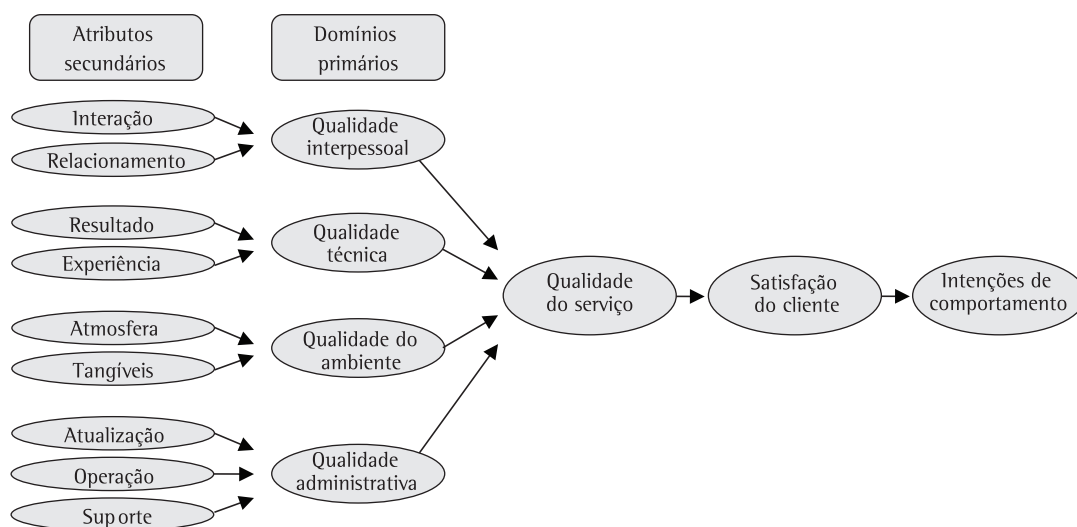 Atributos
secundários
Domínios
primários
Interação
Relacionamento
Qualidade
interpessoal
Resultado
Experiência
Qualidade
técnica
Atmosfera
Tangíveis
Qualidade do
ambiente
Atualização
Operação
Suporte
Qualidade
administrativa
Qualidade
do serviço
Satisfação
do cliente
Intenções de
comportamento